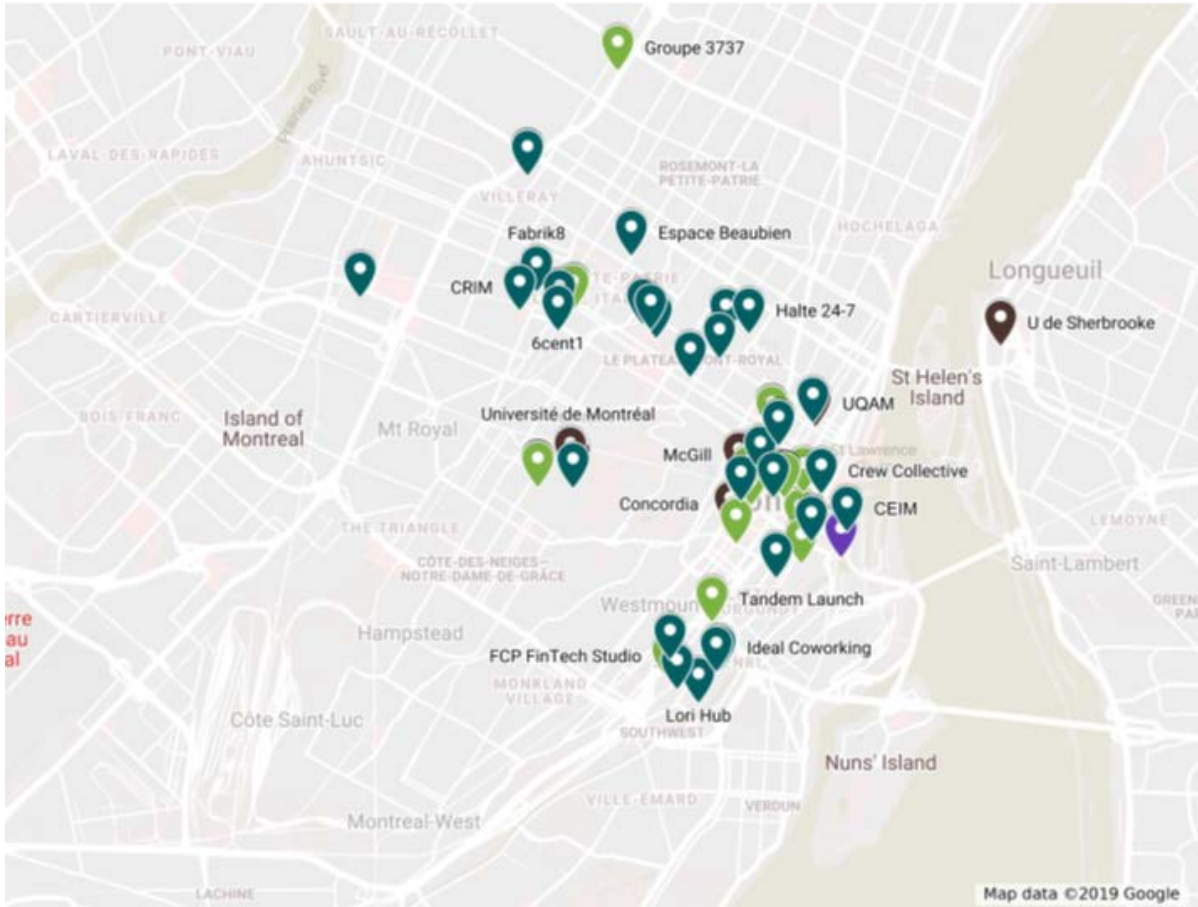 SAULT-AU-RÉCOLLET
PONT-VIAU
Groupe 3737
Prairies River
LAVAL-DES-RAPIDES
AHUNTSIC
ROSEMONT-LA
PETITE-PATRIE
VILLERAY
HOCHELAGA
Fabrik8
Espace Beaubien
Longueuil
CRIM
CARTIERVILLE
Halte 24-7
U de Sherbrooke
6cent1
St Helen's
Island
BOIS-FRANC
Island of
Montreal
Mt Royal
Université de Montréal
UQAM
McGill
St Lawrence
Crew Collective
Concordia
CEIM
THE TRIANGLE
LEMOYNE
CÔTE-DES-NEIGES–
NOTRE-DAME-DE-GRÂCE
Saint-Lambert
Tandem Launch
Hampstead
FCP FinTech Studio
Ideal Coworking
MONKLAND
VILLAGE
Lori Hub
Côte Saint-Luc
SOUTHWEST
Nuns' Island
VILLE-ÉMARD
VERDUN
Montreal-West
LACHINE
Map data ©2019 Google